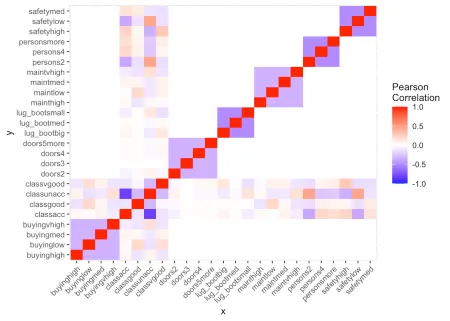 safetymed
safetylow
safetyhigh
personsmore
persons4
persons2
maintvhigh
maintmed
maintlow
mainthigh
lug_bootsmall
lug_bootmed
lug_bootbig
doors5more
doors4
doors3
doors2
classvgood
classunacc
classgood
classacc
buyingvhigh
buyingmed
buyinglow
buyinghigh
y
buyinghigh
buyinglow
buyingmed
buyingvhigh
classacc
classgood
classunacc
classvgood
doors2
doors3
doors4
doors5more
lug_bootbig
lug_bootmed
lug_bootsmall
mainthigh
maintlow
maintmed
maintvhigh
persons2
persons4
personsmore
safetyhigh
safetylow
safetymed
x
Pearson
Correlation
1.0
0.5
0.0
-0.5
-1.0